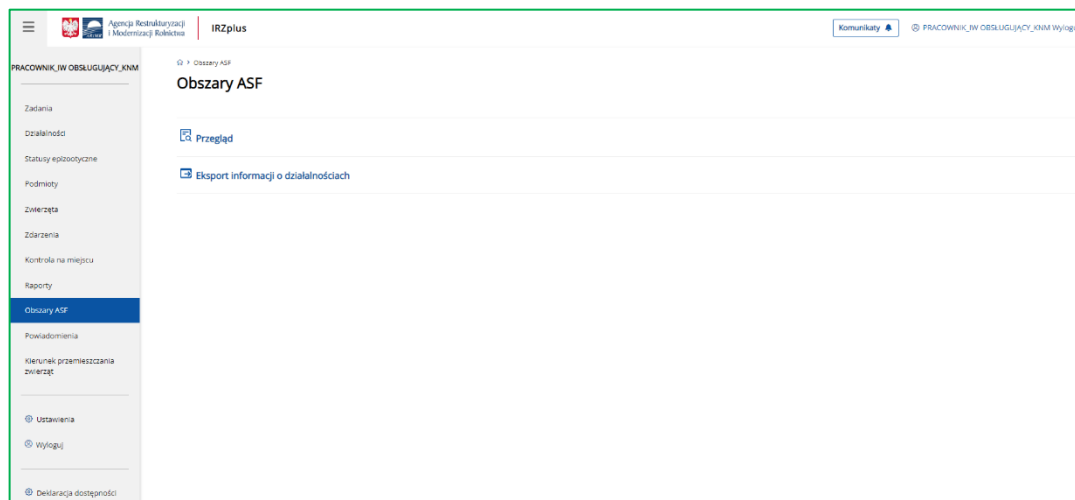 Agencja Restrukturyzacji
i Modernizacji Rolnictwa
IRZplus
Komunikaty
PRACOWNIK_IW OBSŁUGUJĄCY_KNM Wylogu
PRACOWNIK_IW OBSŁUGUJĄCY_KNM
Zadania
Działalności
Statusy epizootyczne
Podmioty
Zwierzęta
Zdarzenia
Kontrola na miejscu
Raporty
Obszary ASF
Powiadomienia
Kierunek przemieszczania
zwierząt
Ustawienia
Wyloguj
Deklaracja dostępności
Obszary ASF
Obszary ASF
Przegląd
Eksport informacji o działalnościach